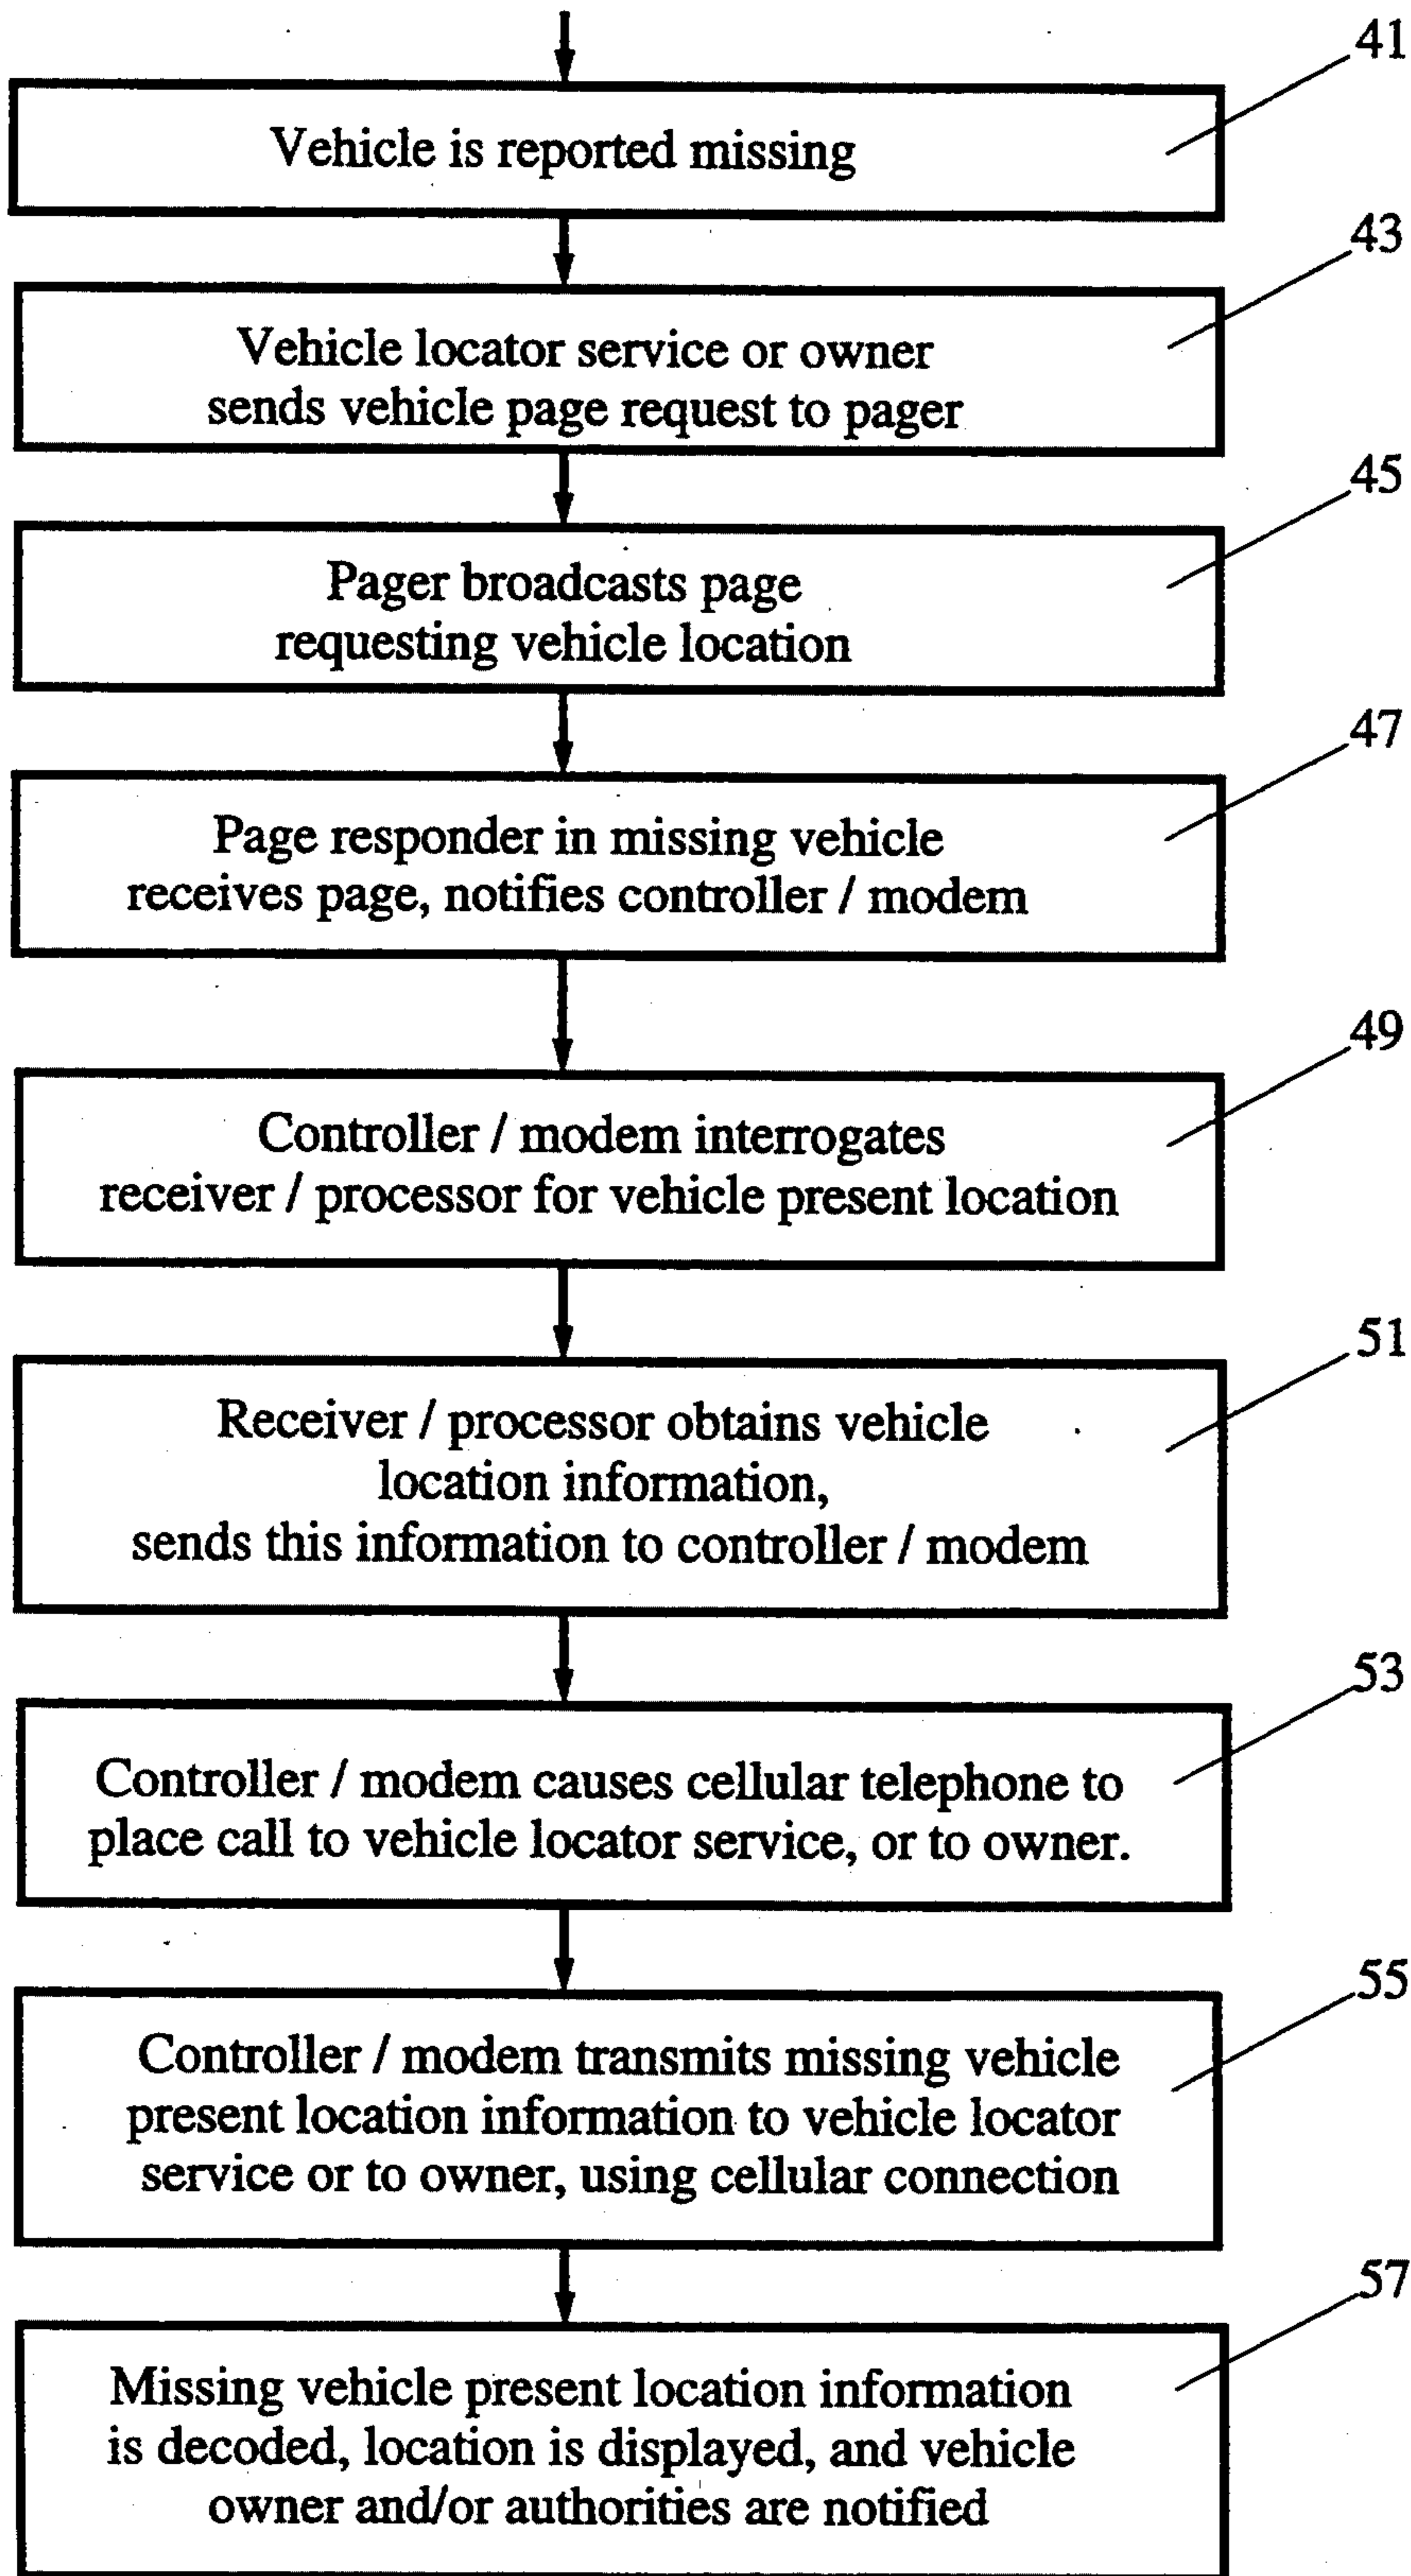 41
Vehicle is reported missing
43
Vehicle locator service or owner
sends vehicle page request to pager
45
Pager broadcasts page
requesting vehicle location
47
Page responder in missing vehicle
receives page, notifies controller / modem
49
Controller / modem interrogates
receiver / processor for vehicle present location
51
Receiver / processor obtains vehicle
location information,
sends this information to controller / modem
53
Controller / modem causes cellular telephone to
place call to vehicle locator service, or to owner.
55
Controller / modem transmits missing vehicle
present location information to vehicle locator
service or to owner, using cellular connection
57
Missing vehicle present location information
is decoded, location is displayed, and vehicle
owner and/or authorities are notified